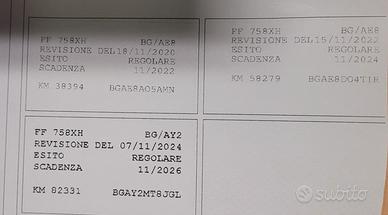 FF 758XH BG/AE8
REVISIONE DEL 18/11/2020
ESITO REGOLARE
SCADENZA 11/2022
KM 38394 BGAE8A05AMN
FF 758XH BG/AE8
REVISIONE DEL 15/11/2022
ESITO REGOLARE
SCADENZA 11/2024
KM 58279 BGAE8D04TIR
FF 758XH BG/AY2
REVISIONE DEL 07/11/2024
ESITO REGOLARE
SCADENZA 11/2026
KM 82331 BGAY2MT8JGL
subito